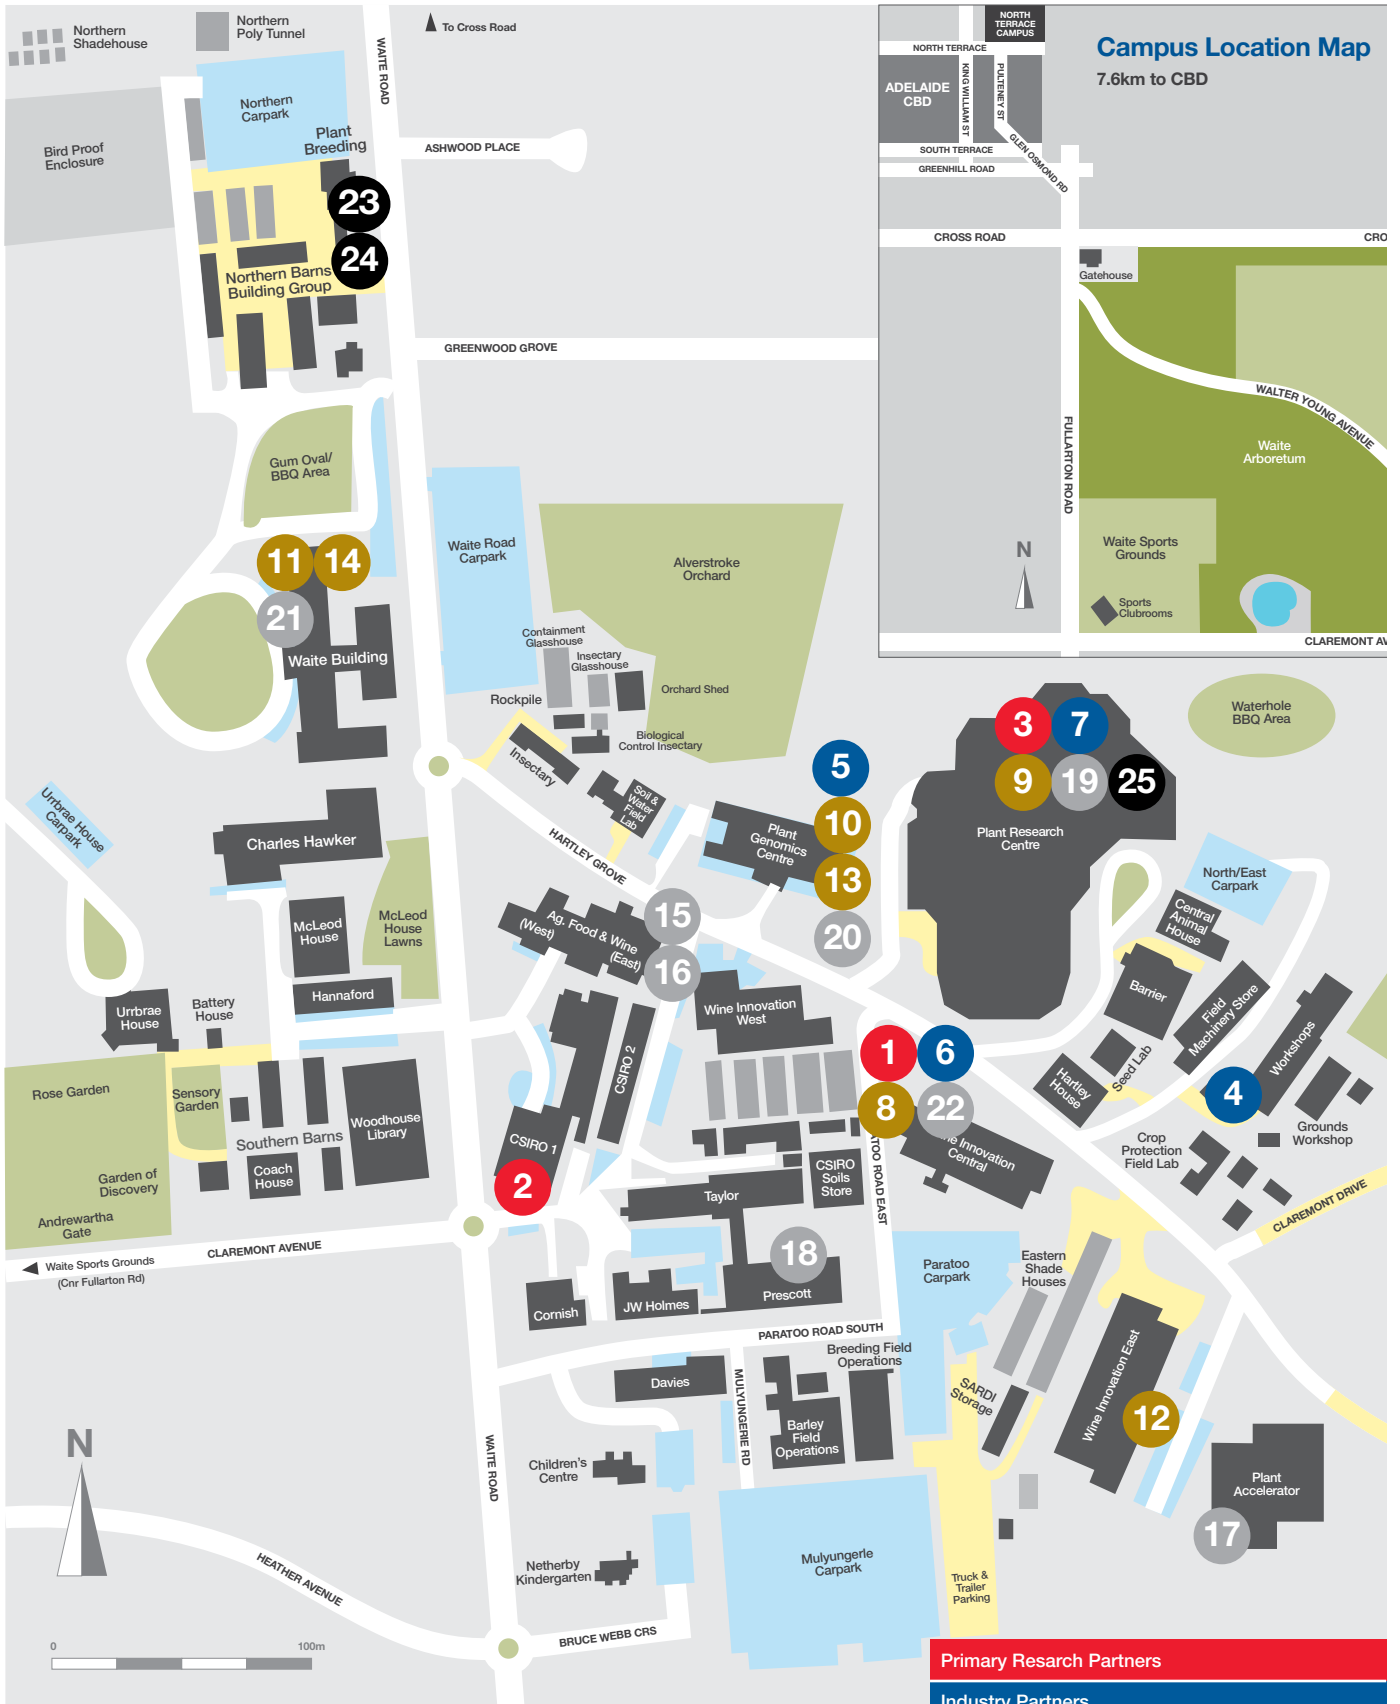 Northern
Shadehouse
Northern
Poly Tunnel
To Cross Road
WAITE ROAD
Northern
Carpark
Plant
Breeding
Bird Proof
Enclosure
ASHWOOD PLACE
23
24
Northern Barns
Building Group
GREENWOOD GROVE
Gum Oval/
BBQ Area
NORTH
TERRACE
CAMPUS
NORTH TERRACE
Campus Location Map
7.6km to CBD
ADELAIDE
CBD
KING WILLIAM ST
PULTENEY ST
GLEN OSMOND RD
SOUTH TERRACE
GREENHILL ROAD
CROSS ROAD
CRO
Gatehouse
WALTER YOUNG AVENUE
FULLARTON ROAD
Waite
Arboretum
Waite Sports
Grounds
N
Sports
Clubrooms
CLAREMONT AV
11
14
21
Waite Building
Waite Road
Carpark
Alverstroke
Orchard
Containment
Glasshouse
Insectary
Glasshouse
Orchard Shed
Rockpile
Biological
Control Insectary
Insectary
Soil &
Water
Field
Lab
HARTLEY GROVE
5
10
13
20
Plant
Genomics
Centre
3
7
9
19
25
Plant Research
Centre
Waterhole
BBQ Area
North/East
Carpark
Central
Animal
House
Barrier
Field
Machinery Store
Workshops
Seed Lab
Hartley
House
4
Grounds
Workshop
Crop
Protection
Field Lab
CLAREMONT DRIVE
Urrbrae House
Carpark
Charles Hawker
McLeod
House
McLeod
House
Lawns
Hannaford
Urrbrae
House
Battery
House
Rose Garden
Sensory
Garden
Southern Barns
Woodhouse
Library
Coach
House
Garden of
Discovery
Andrewartha
Gate
CLAREMONT AVENUE
Waite Sports Grounds
(Cnr Fullarton Rd)
Ag. Food & Wine
(West)
(East)
15
16
Wine Innovation
West
CSIRO 2
CSIRO 1
2
1
6
8
22
ne Innovation
Central
ATOO ROAD EAST
CSIRO
Soils
Store
Taylor
18
Prescott
Cornish
JW Holmes
PARATOO ROAD SOUTH
Paratoo
Carpark
Eastern
Shade
Houses
Breeding Field
Operations
SARDI
Storage
Wine Innovation East
12
Plant
Accelerator
17
Davies
MULYUNGERIE RD
Barley
Field
Operations
WAITE ROAD
Children's
Centre
Netherby
Kindergarten
Mulyungerle
Carpark
Truck &
Trailer
Parking
N
HEATHER AVENUE
BRUCE WEBB CRS
0
100m
Primary Resarch Partners
Industry Partners